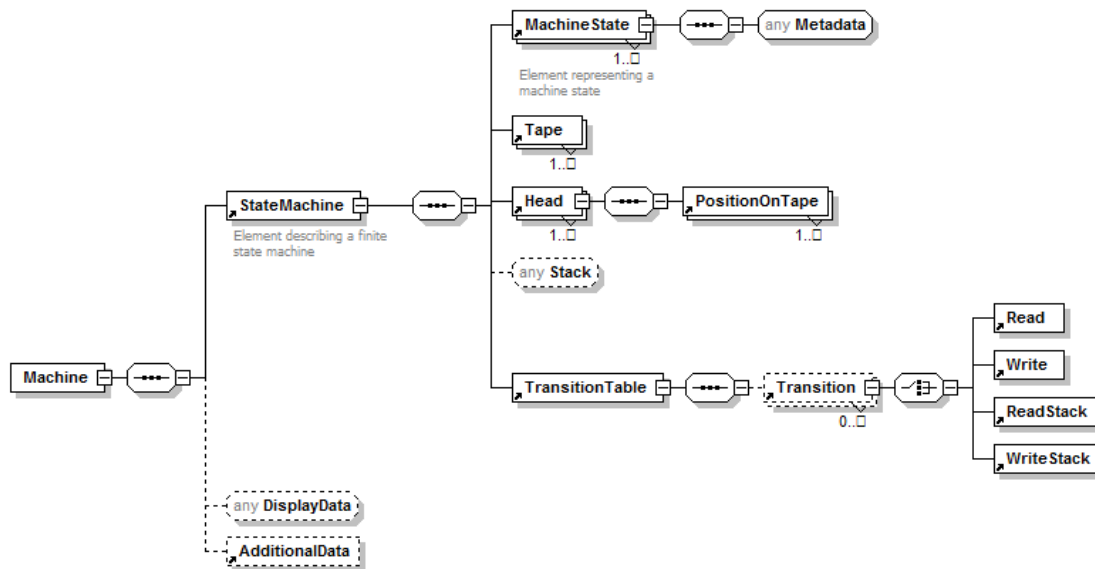 MachineState
any Metadata
1..□
Element representing a
machine state
Tape
1..□
StateMachine
Head
PositionOnTape
Element describing a finite
state machine
1..□
1..□
any Stack
Read
Machine
TransitionTable
Transition
Write
0..□
ReadStack
WriteStack
any DisplayData
AdditionalData